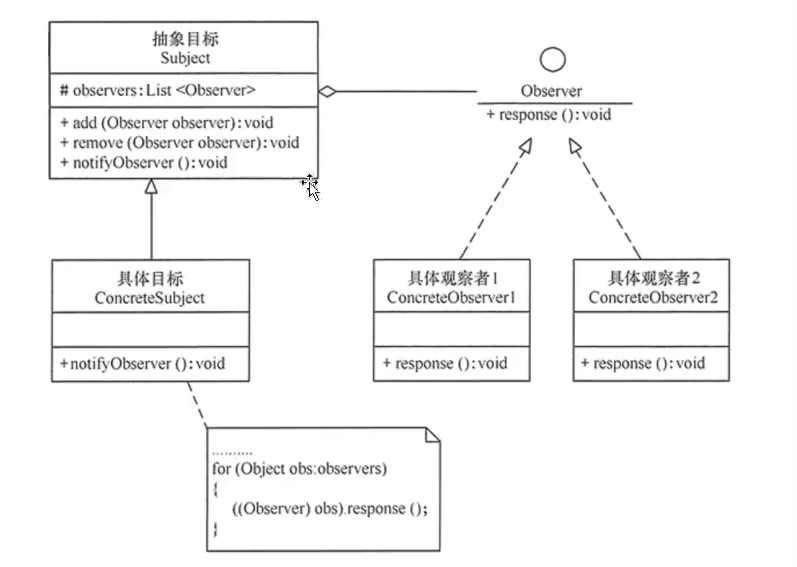 抽象目标
Subject
# observers:List <Observer>
+ add (Observer observer):void
+ remove (Observer observer):void
+ notifyObserver ():void
Observer
+ response ():void
具体目标
ConcreteSubject
+notifyObserver ():void
具体观察者1
ConcreteObserver1
+ response ():void
具体观察者2
ConcreteObserver2
+ response ():void
..........
for (Object obs:observers)
{
((Observer) obs).response ();
}